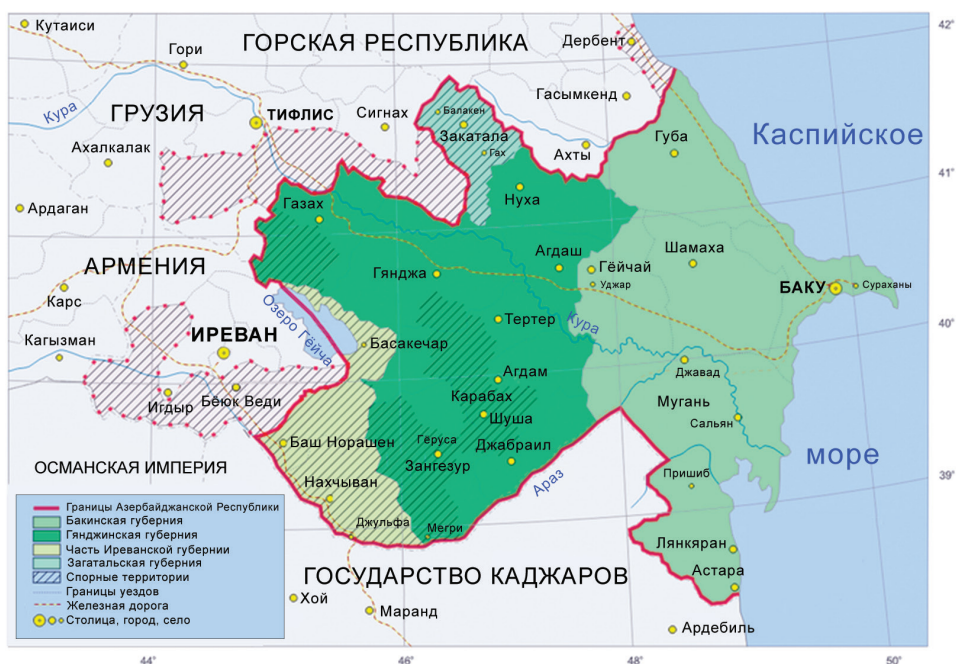 42°
Кутаиси
Гори
ГОРСКАЯ РЕСПУБЛИКА
Дербент
Кура
ГРУЗИЯ
ТИФЛИС
Сигнах
Балакен
Закатала
Гах
Гасымкенд
Ахты
Губа
Каспийское
Ахалкалак
41°
Ардаган
Газах
Нуха
АРМЕНИЯ
Гянджа
Агдаш
Гёйчай
Уджар
Шамаха
БАКУ
Сураханы
Карс
Озеро Гёйча
Кагызман
ИРЕВАН
Басакечар
Тертер
Кура
40°
Игдыр
Бёюк Веди
Агдам
Карабах
Шуша
Джавад
Мугань
Сальян
Баш Норашен
Гёруса
Зангезур
Джабраил
море
ОСМАНСКАЯ ИМПЕРИЯ
Нахчыван
Араз
Пришиб
39°
Джульфа
Мегри
Лянкяран
Астара
ГОСУДАРСТВО КАДЖАРОВ
Хой
Маранд
Ардебиль
Границы Азербайджанской Республики
Бакинская губерния
Гянджинская губерния
Часть Иреванской губернии
Загатальская губерния
Спорные территории
Границы уездов
Железная дорога
Столица, город, село
44°
46°
48°
50°